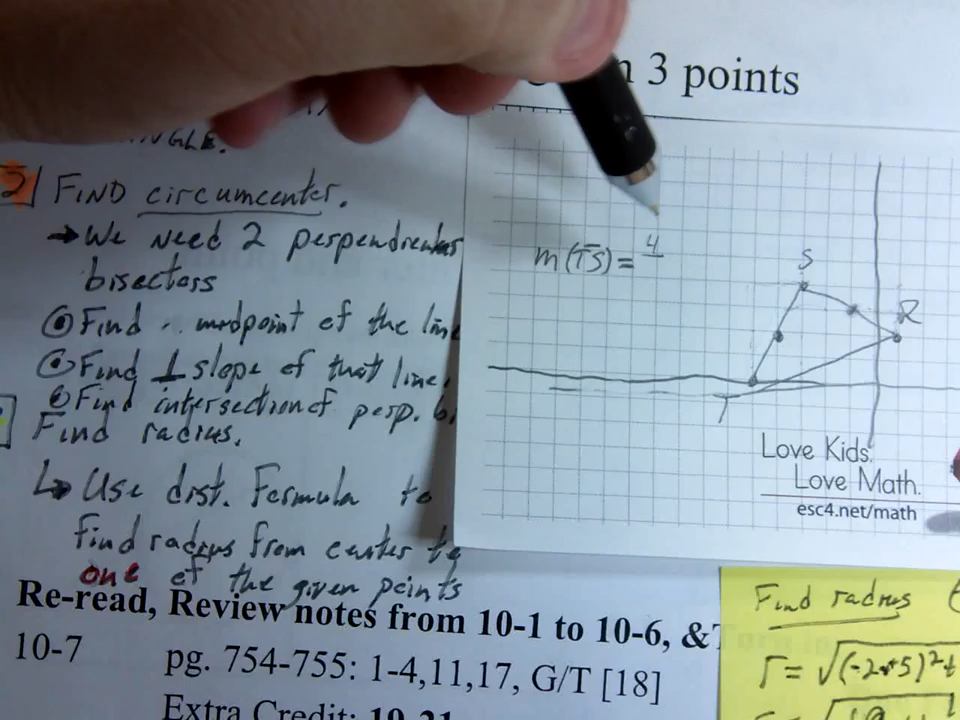 3 points
NGLE.
2) FIND circumcenter.
→ We need 2 perpendicular
bisectors
Find midpoint of the line
Find ⊥ slope of that line.
Find intersection of perp. b
Find radius.
↳ Use dist. Formula to
find radius from center to
one of the given points
m(TS) = 4
S
R
T
Love Kids.
Love Math.
esc4.net/math
Re-read, Review notes from 10-1 to 10-6, &
10-7 pg. 754-755: 1-4,11,17, G/T [18]
Extra Credit: 19-21
Find radius
r = √(-2+5)²+